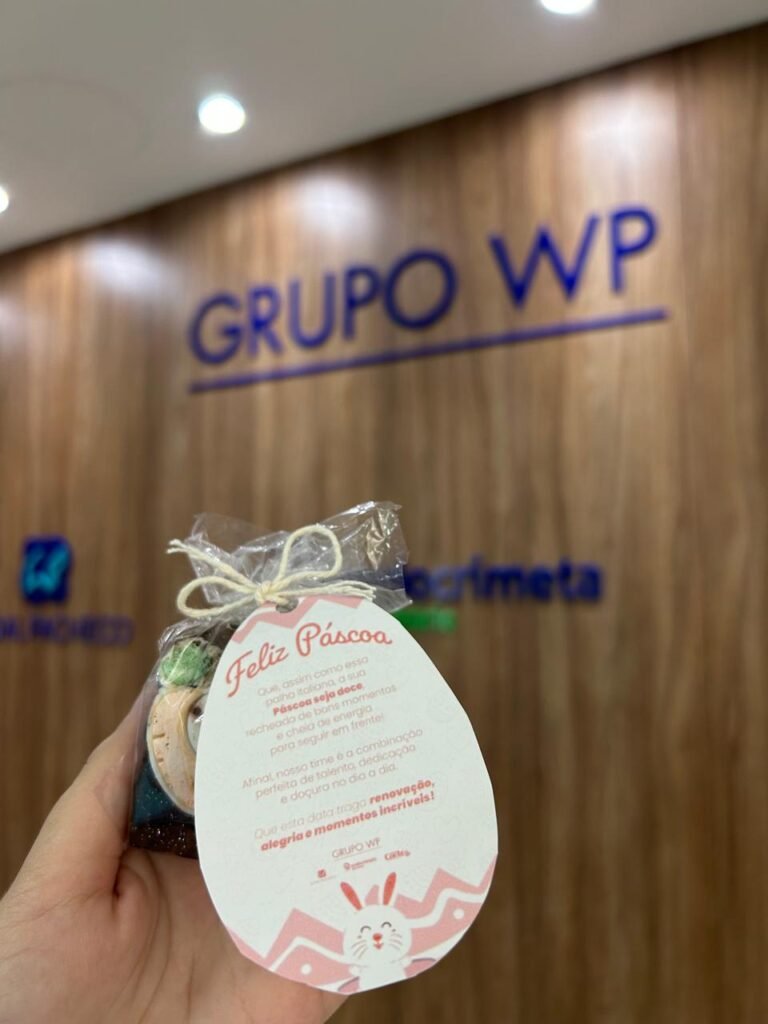 GRUPO WP
Feliz Páscoa
Que, assim como essa
palha italiana, a sua
Páscoa seja doce,
recheada de bons momentos
e cheia de energia
para seguir em frente!
Afinal, nosso time é a combinação
perfeita de talento, dedicação
e doçura no dia a dia.
Que esta data traga renovação,
alegria e momentos incríveis!
GRUPO WP